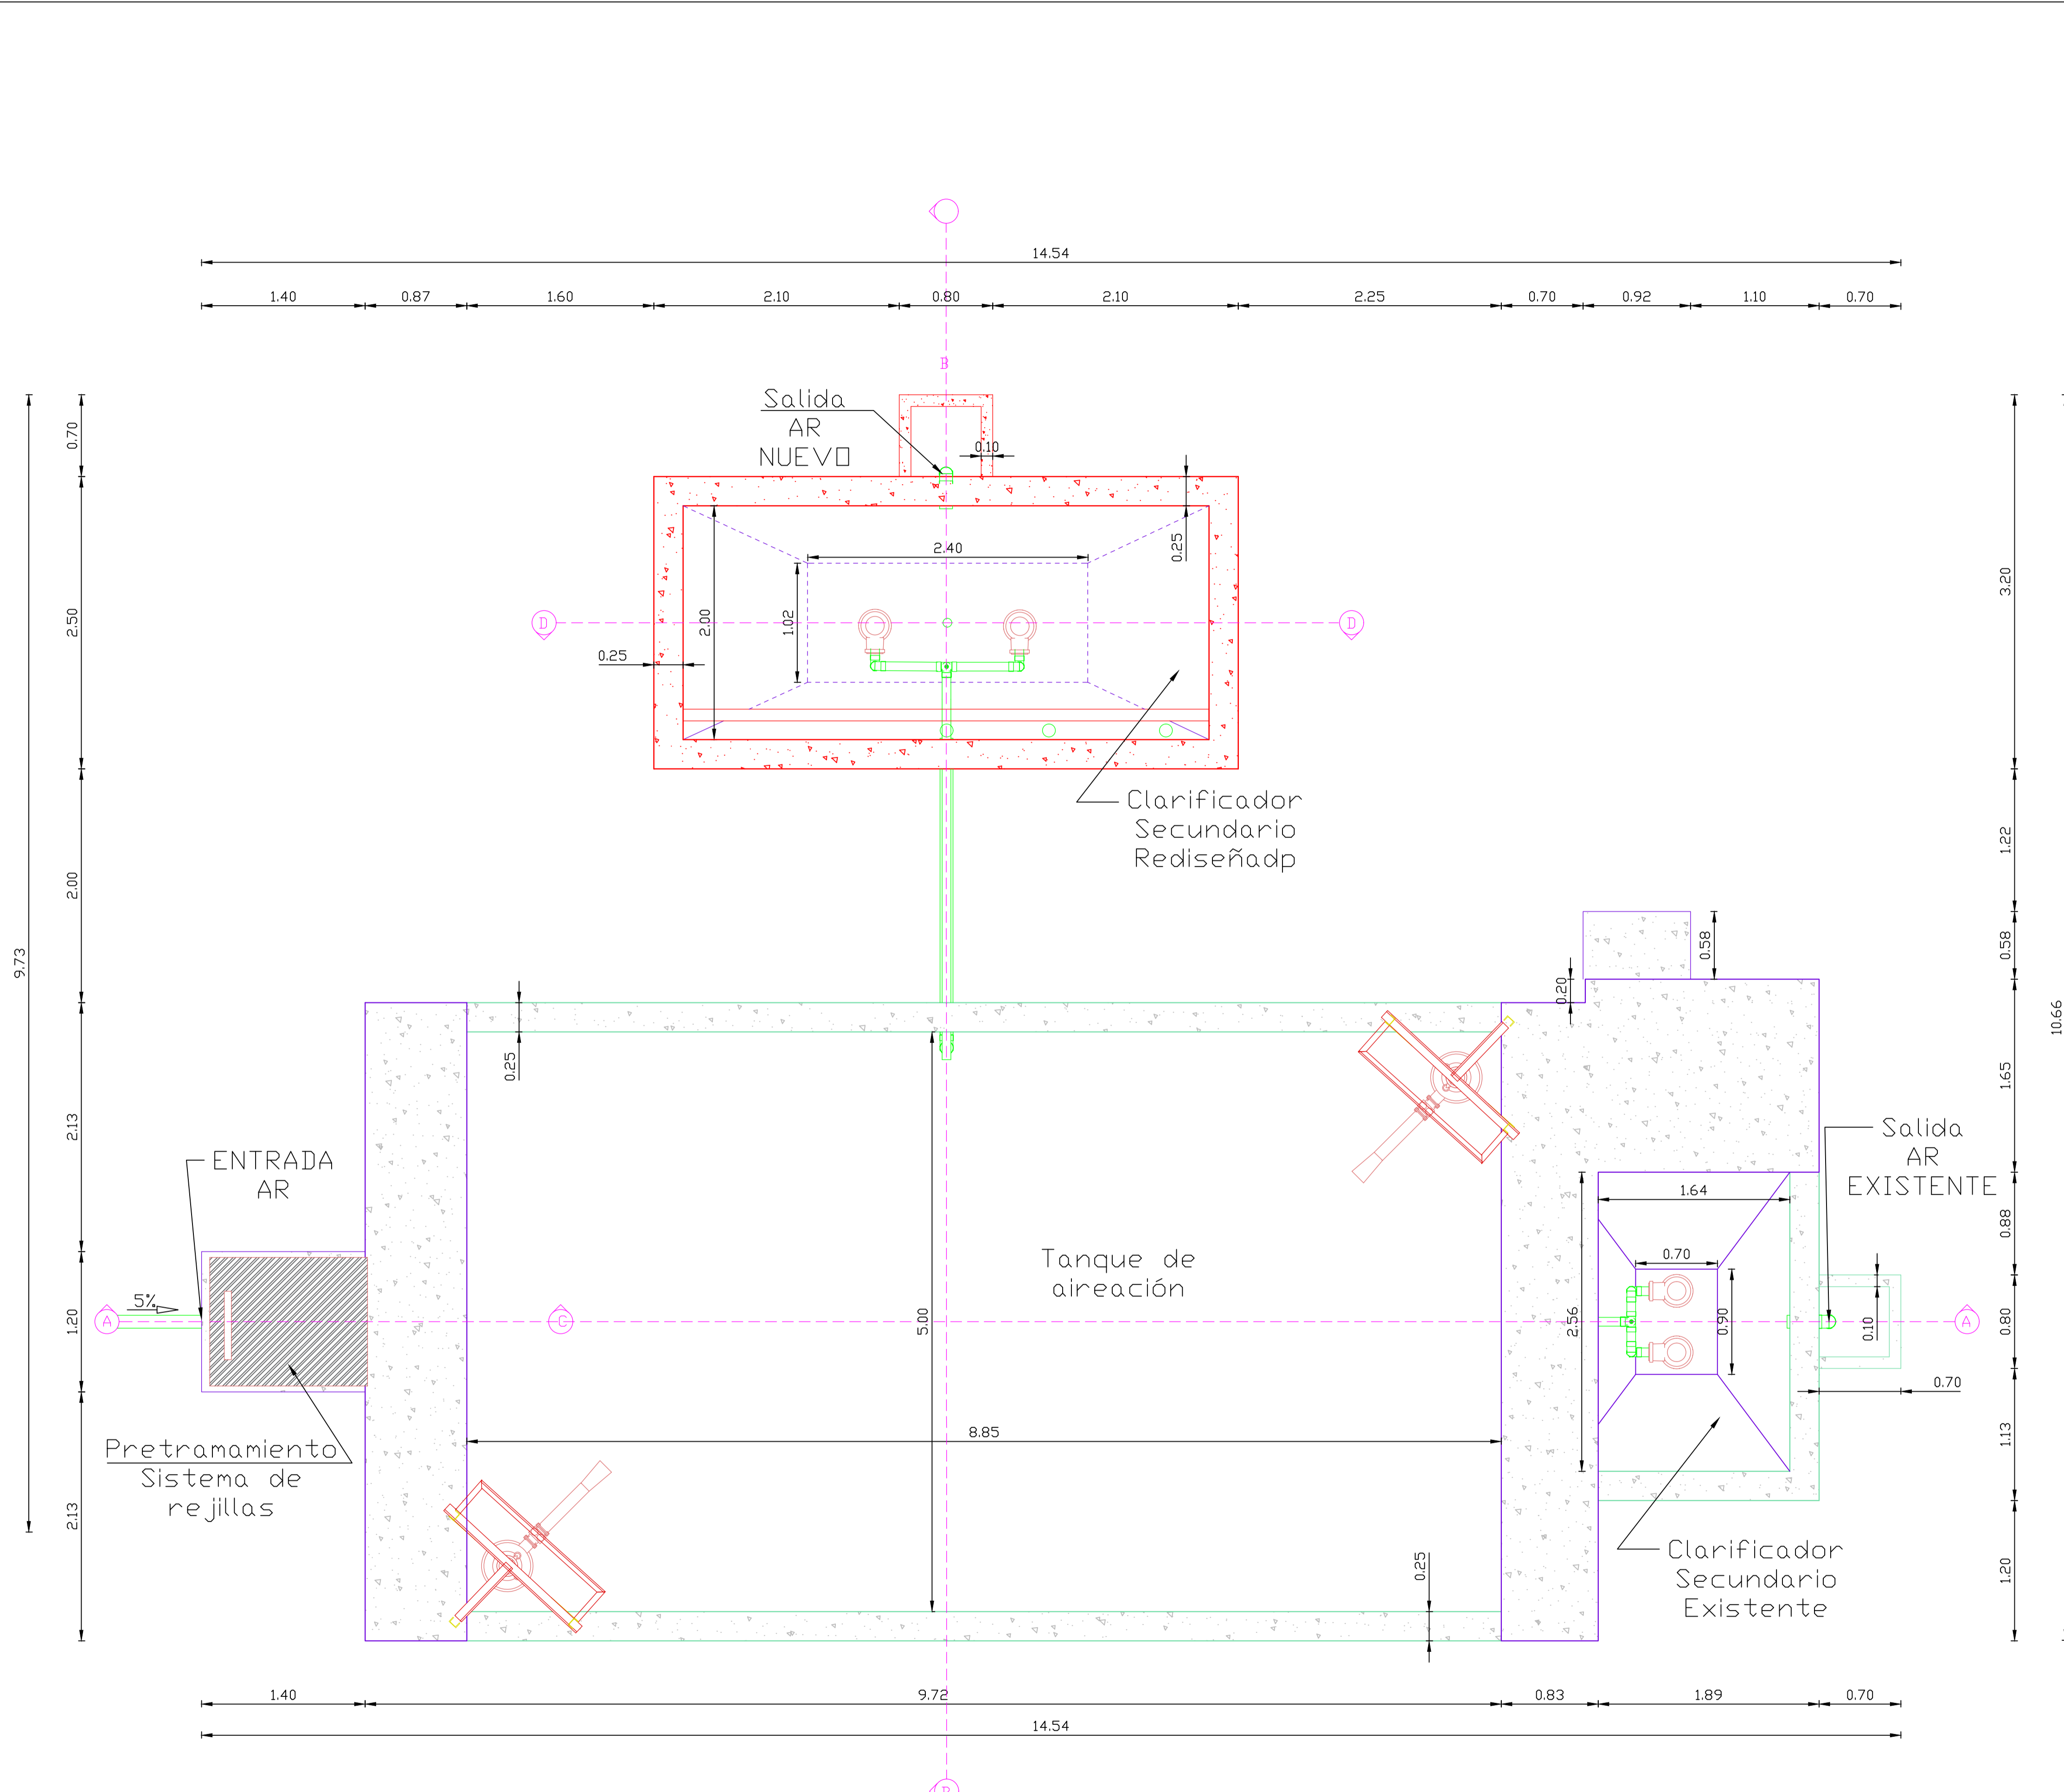 14.54
1.40 0.87 1.60 2.10 0.80 2.10 2.25 0.70 0.92 1.10 0.70
B
Salida
AR
NUEVO
0.10
0.70
0.25
2.40
1.02
2.00
0.25
D
D
2.50
3.20
Clarificador
Secundario
Rediseñadp
2.00
1.22
9.73
0.58
0.58
0.20
10.66
0.25
2.13
1.65
ENTRADA
AR
Salida
AR
EXISTENTE
1.64
0.88
Tanque de
aireación
0.70
5%
A
C
5.00
2.56
0.90
0.10
A
1.20
0.80
0.70
Pretramamiento
Sistema de
rejillas
8.85
1.13
2.13
Clarificador
Secundario
Existente
0.25
1.20
1.40 9.72 0.83 1.89 0.70
14.54
B